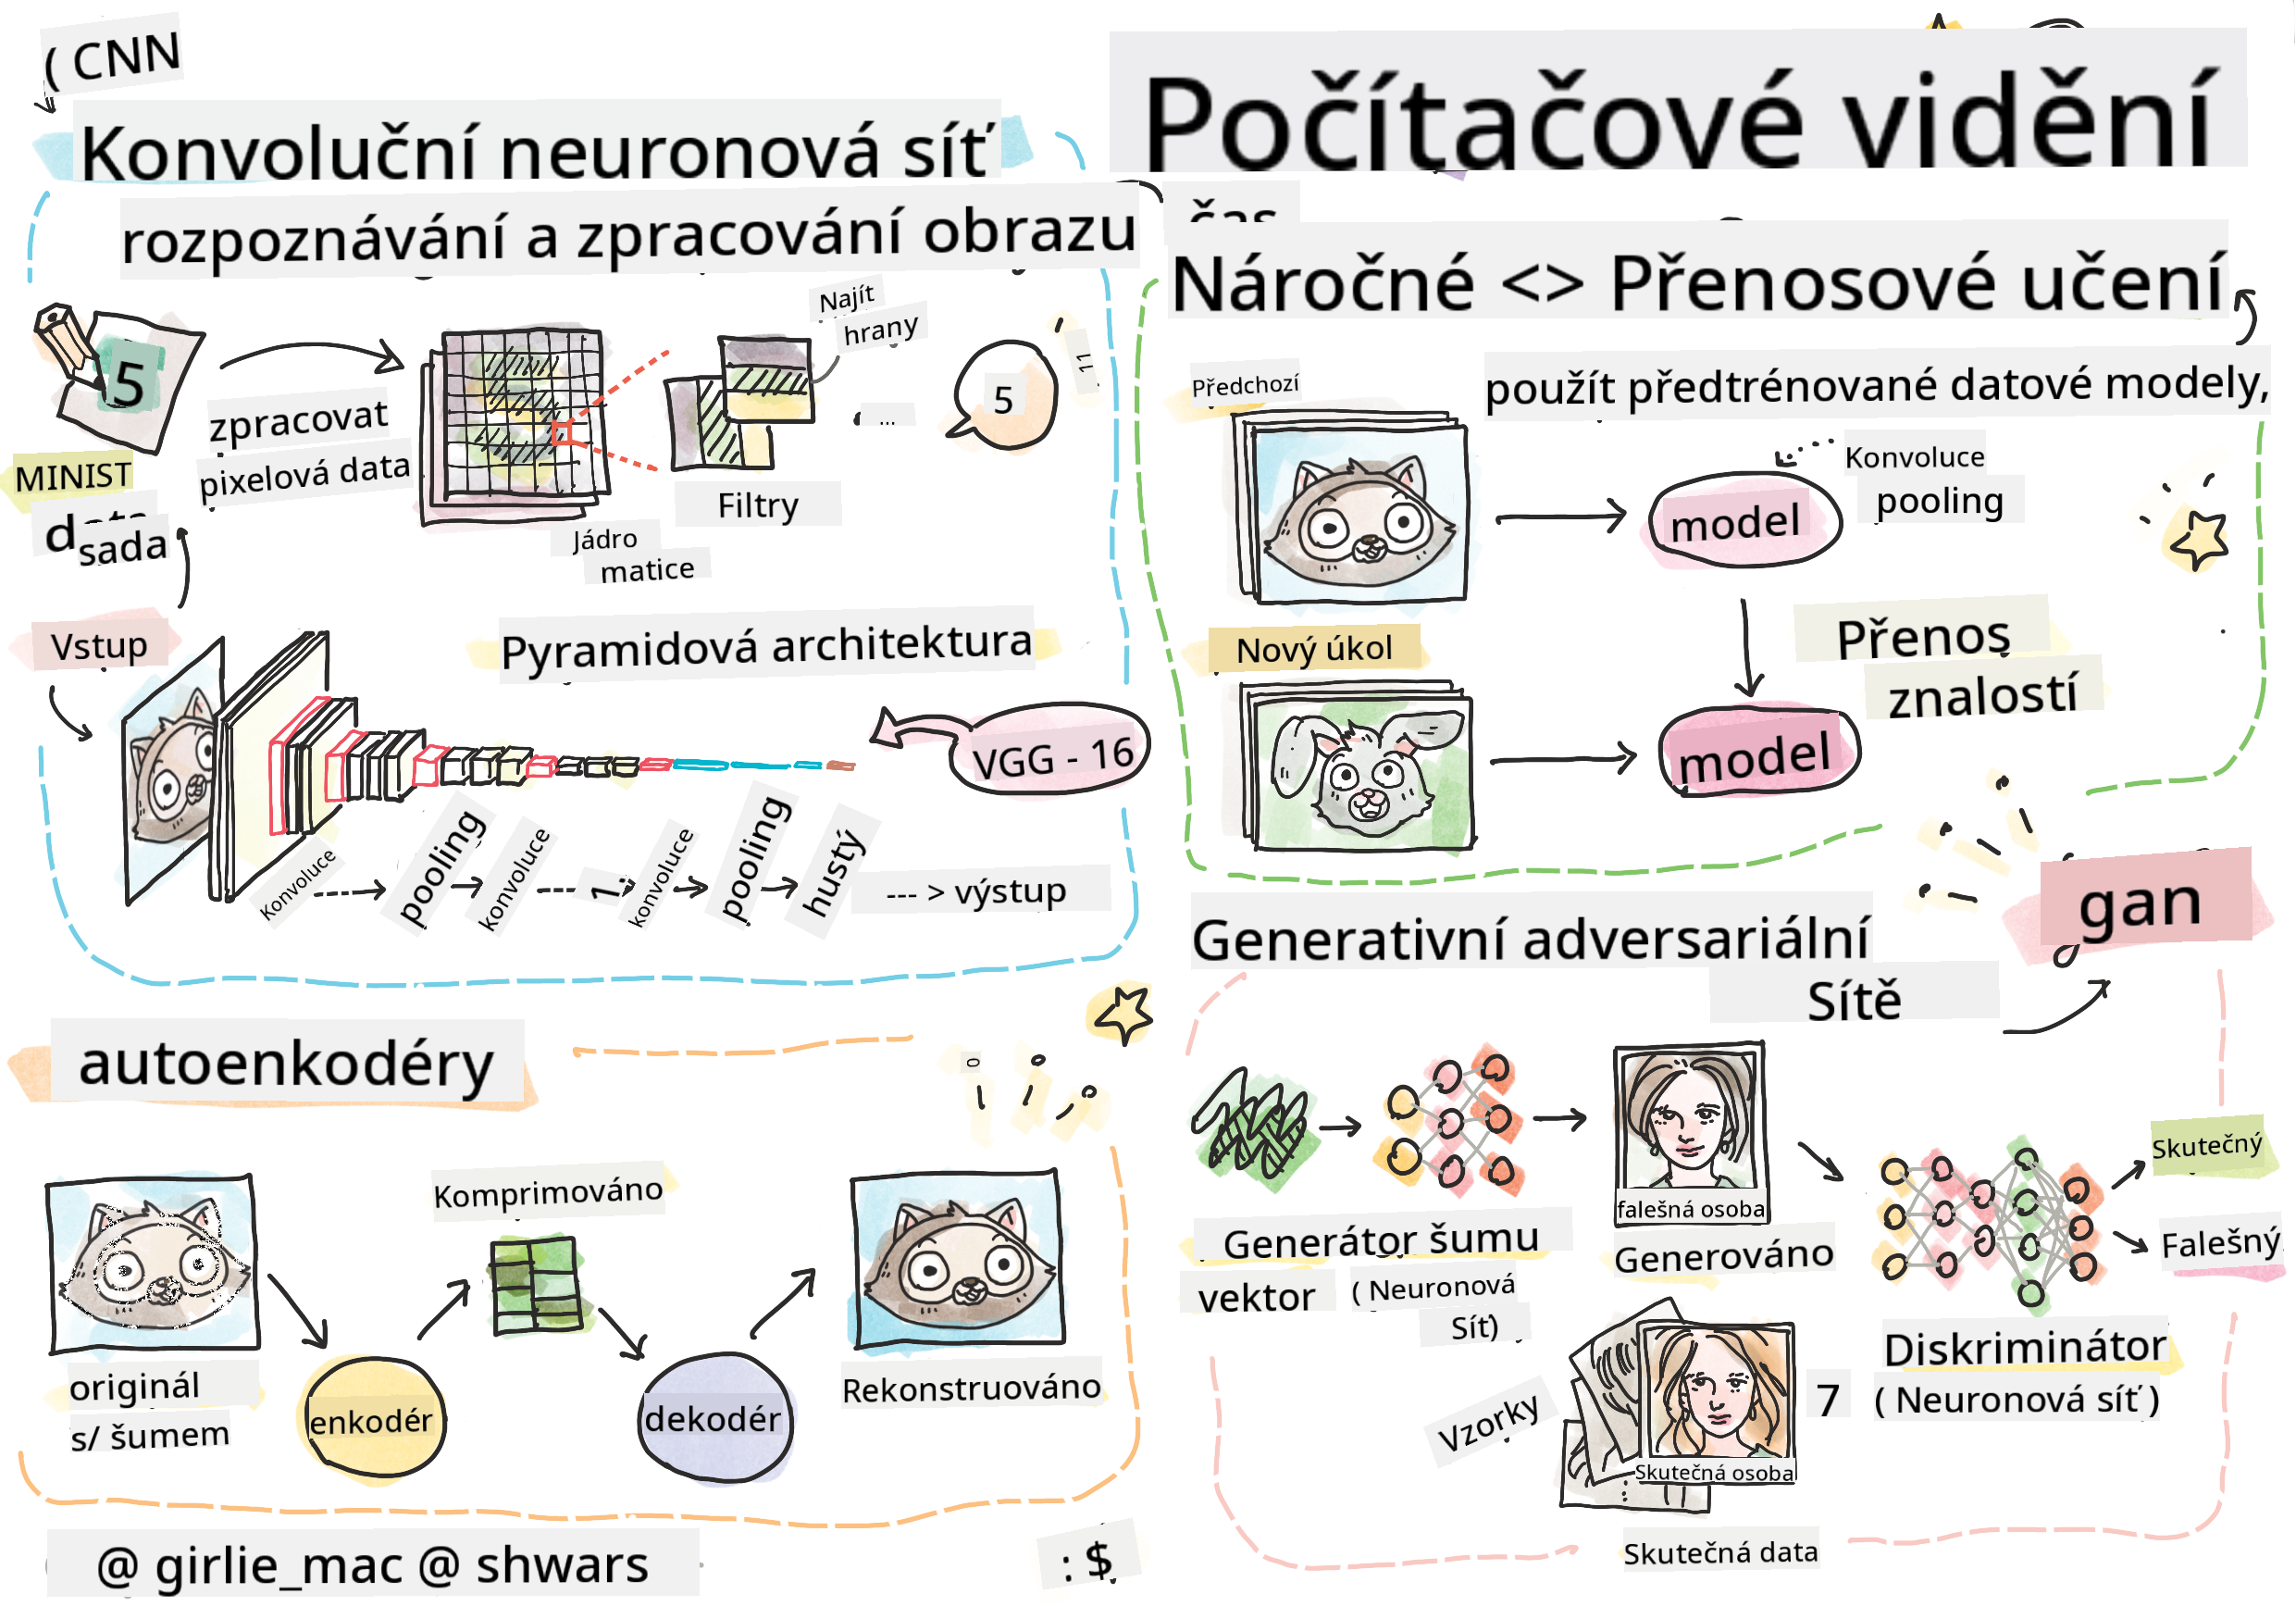 ( CNN
Konvoluční neuronová síť
rozpoznávání a zpracování obrazu
5
zpracovat
pixelová data
MINIST
sada
Najít
hrany
...
5
Filtry
Jádro
matice
Vstup
Pyramidová architektura
VGG - 16
Konvoluce
pooling
konvoluce
konvoluce
pooling
hustý
--- > výstup
autoenkodéry
originál
s/ šumem
enkodér
Komprimováno
dekodér
Rekonstruováno
@ girlie_mac @ shwars
: $
Počítačové vidění
čas
Náročné <> Přenosové učení
Předchozí
použít předtrénované datové modely,
Konvoluce
pooling
model
Nový úkol
Přenos
znalostí
model
gan
Generativní adversariální
Sítě
falešná osoba
Generátor šumu
vektor
( Neuronová
Síť)
Generováno
Skutečný
Falešný
Diskriminátor
( Neuronová síť )
7
Vzorky
Skutečná osoba
Skutečná data